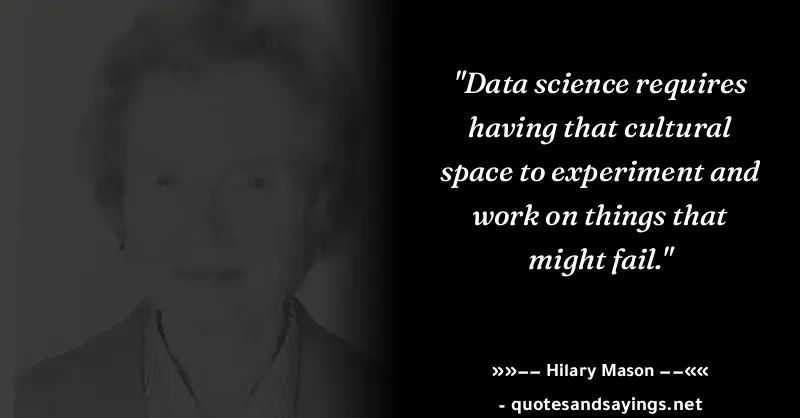 "Data science requires
having that cultural
space to experiment and
work on things that
might fail."
»»−− Hilary Mason −−««
- quotesandsayings.net